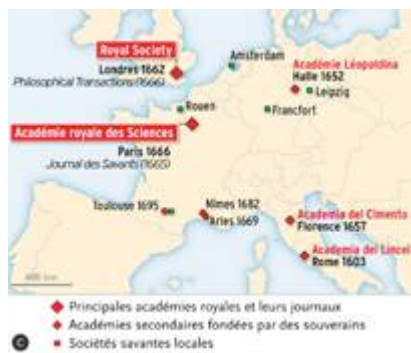 Royal Society
Londres 1662
Philosophical Transactions (1666)
Amsterdam
Académie Léopoldina
Halle 1652
Leipzig
Rouen
Francfort
Académie royale des Sciences
Paris 1666
Journal des Savants (1665)
Toulouse 1695
Nimes 1682
Arles 1669
Academia del Cimento
Florence 1657
Academia del Lincei
Rome 1603
400 km
Principales académies royales et leurs journaux
Académies secondaires fondées par des souverains
Sociétés savantes locales
C